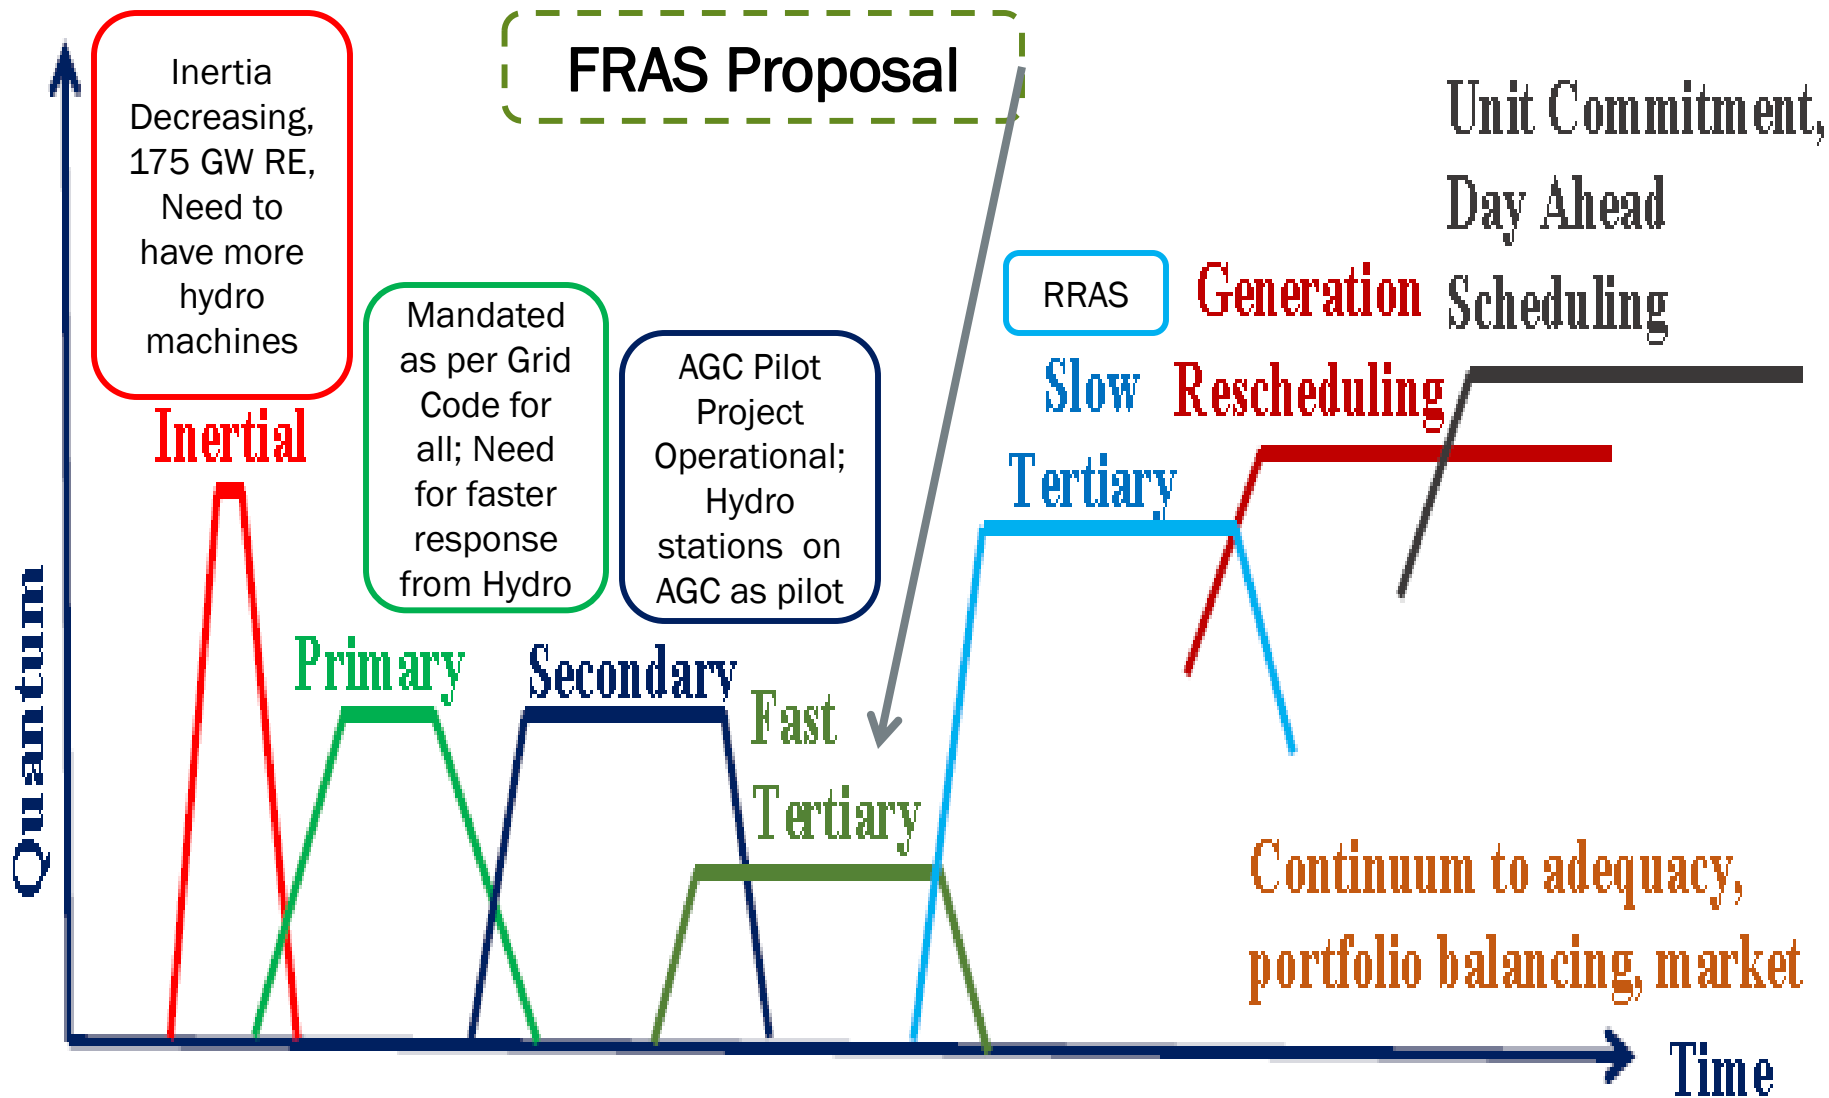 FRAS Proposal
Inertia
Decreasing,
175 GW RE,
Need to
have more
hydro
machines
Inertial
Mandated
as per Grid
Code for
all; Need
for faster
response
from Hydro
Primary
AGC Pilot
Project
Operational;
Hydro
stations on
AGC as pilot
Secondary
Fast
Tertiary
RRAS
Slow
Tertiary
Generation
Rescheduling
Unit Commitment,
Day Ahead
Scheduling
Continuum to adequacy,
portfolio balancing, market
Quantum
Time